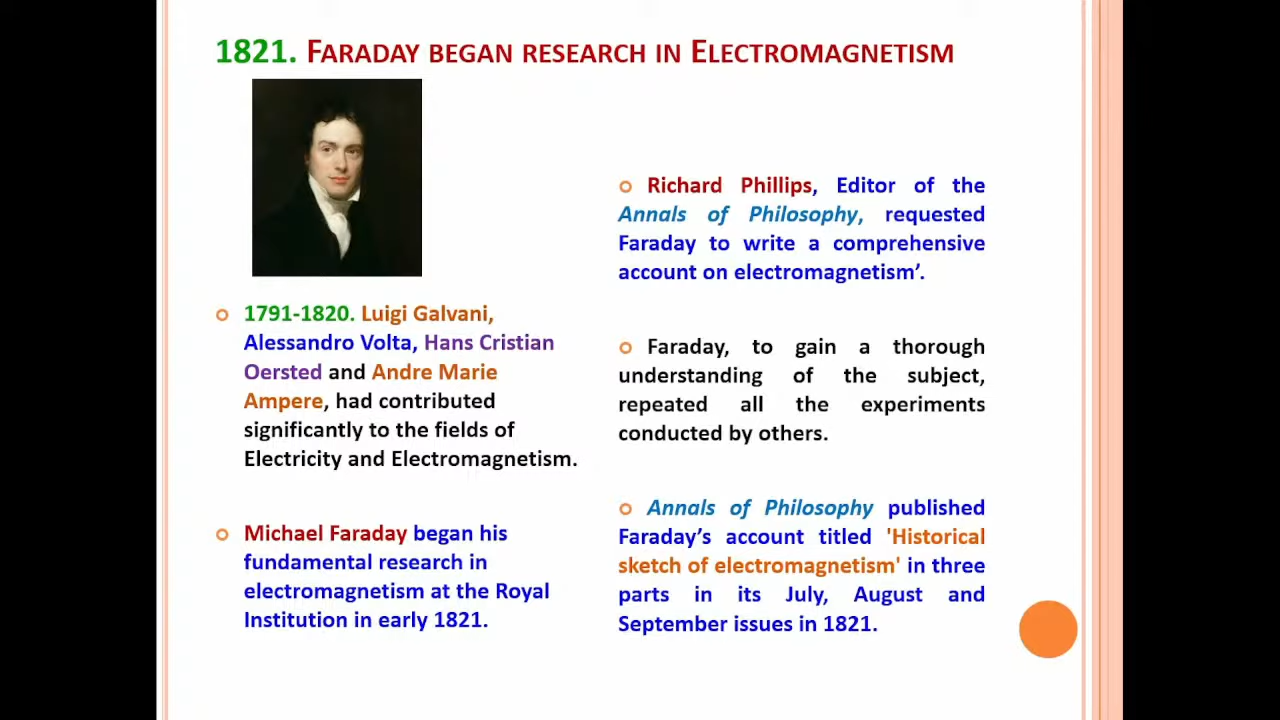 1821. FARADAY BEGAN RESEARCH IN ELECTROMAGNETISM
1791-1820. Luigi Galvani,
Alessandro Volta, Hans Cristian
Oersted and Andre Marie
Ampere, had contributed
significantly to the fields of
Electricity and Electromagnetism.
Michael Faraday began his
fundamental research in
electromagnetism at the Royal
Institution in early 1821.
Richard Phillips, Editor of the
Annals of Philosophy, requested
Faraday to write a comprehensive
account on electromagnetism’.
Faraday, to gain a thorough
understanding of the subject,
repeated all the experiments
conducted by others.
Annals of Philosophy published
Faraday’s account titled 'Historical
sketch of electromagnetism' in three
parts in its July, August and
September issues in 1821.